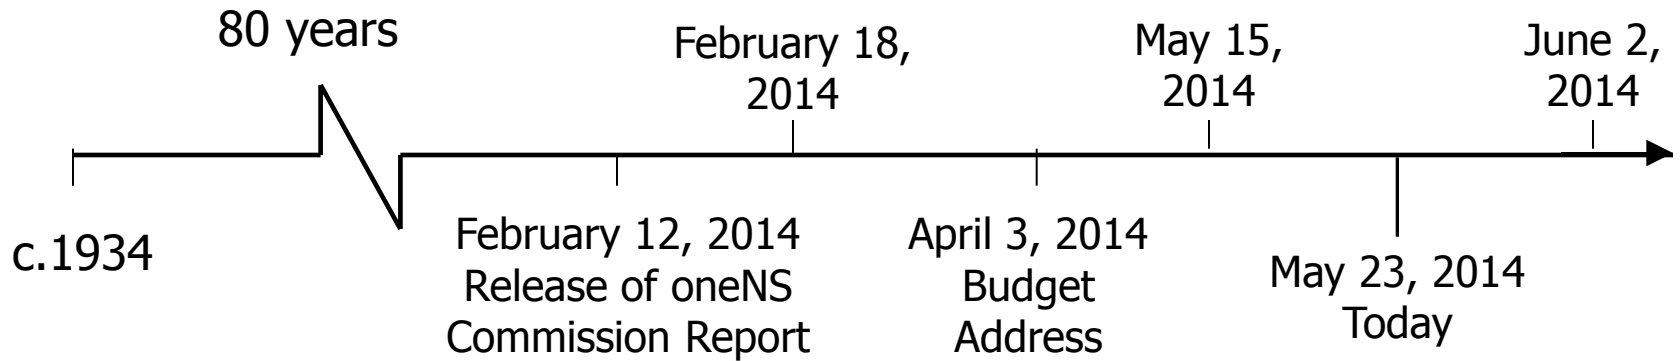 80 years
February 18,
2014
May 15,
2014
June 2,
2014
c.1934
February 12, 2014
Release of oneNS
Commission Report
April 3, 2014
Budget
Address
May 23, 2014
Today